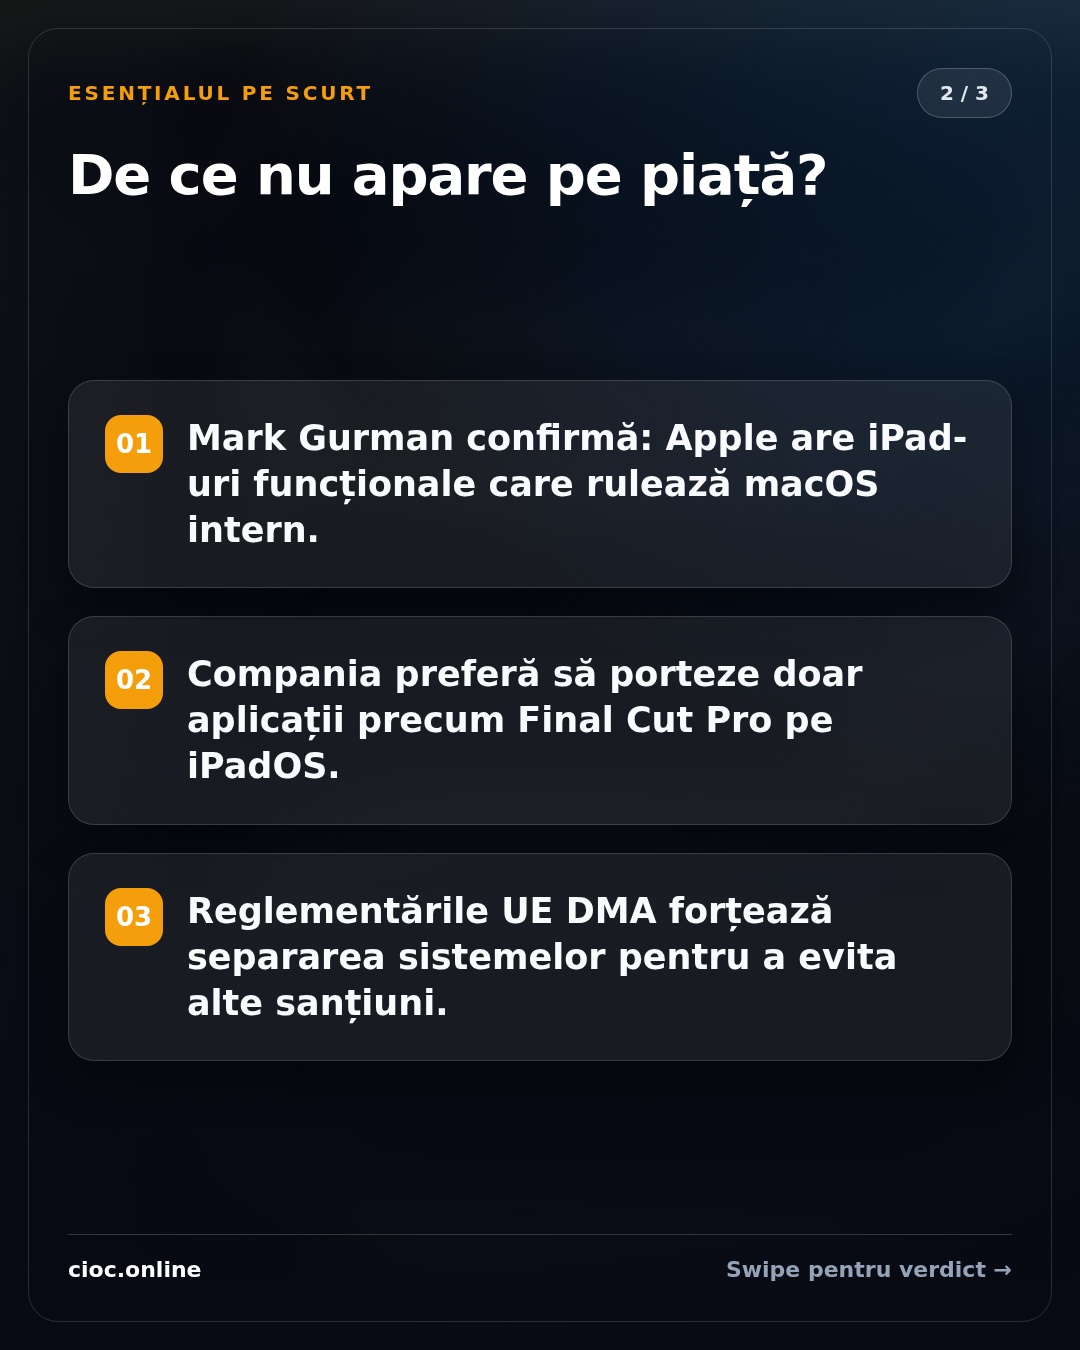 ESENȚIALUL PE SCURT
2 / 3
De ce nu apare pe piață?
01
Mark Gurman confirmă: Apple are iPad-
uri funcționale care rulează macOS
intern.
02
Compania preferă să porteze doar
aplicații precum Final Cut Pro pe
iPadOS.
03
Reglementările UE DMA forțează
separarea sistemelor pentru a evita
alte sanțiuni.
cioc.online
Swipe pentru verdict →